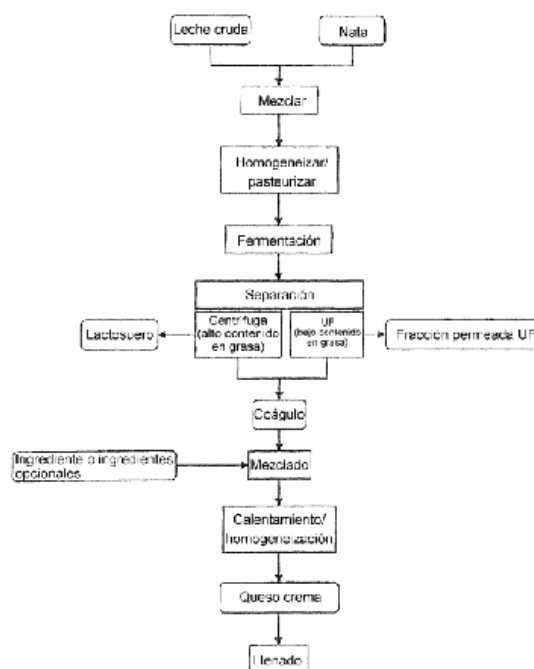 Leche cruda
Nata
Mezclar
Homogeneizar/
pasteurizar
Fermentación
Separación
Centrífuga
(alto contenido
en grasa)
UF
(bajo contenido
en grasa)
Lactosuero
Fracción permeada UF
Coágulo
Ingrediente o ingredientes
opcionales
Mezclado
Calentamiento/
homogeneización
Queso crema
Llenado